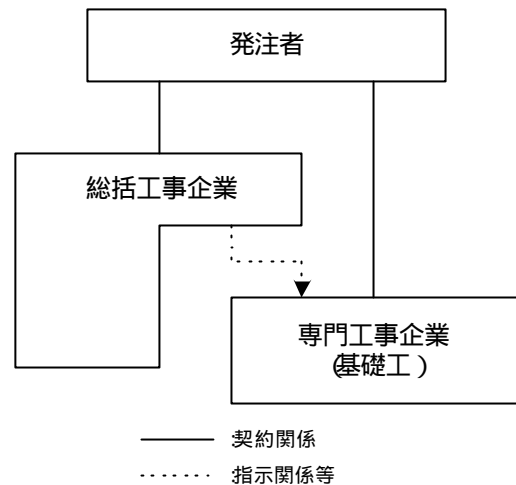 発注者
総括工事企業
専門工事企業
(基礎工)
契約関係
指示関係等